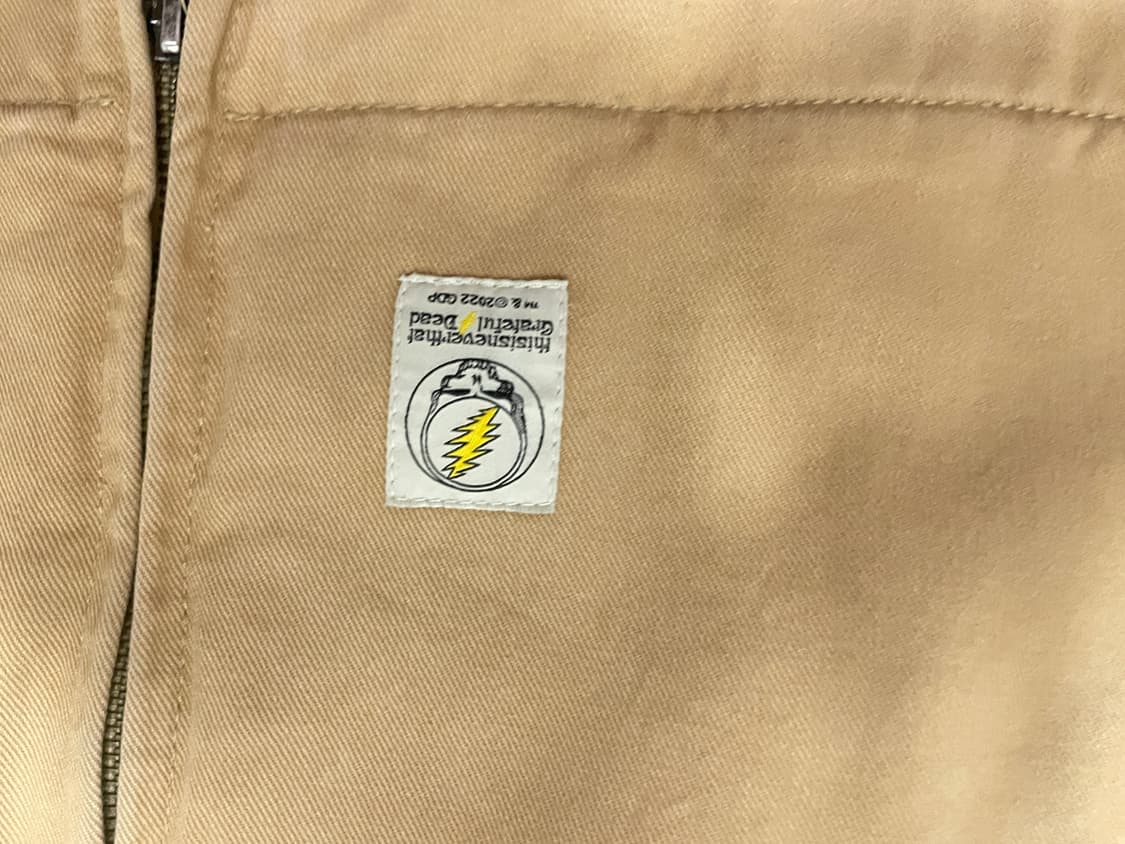 thisisneverthat
Grateful Dead
™ & ©2022 GDP